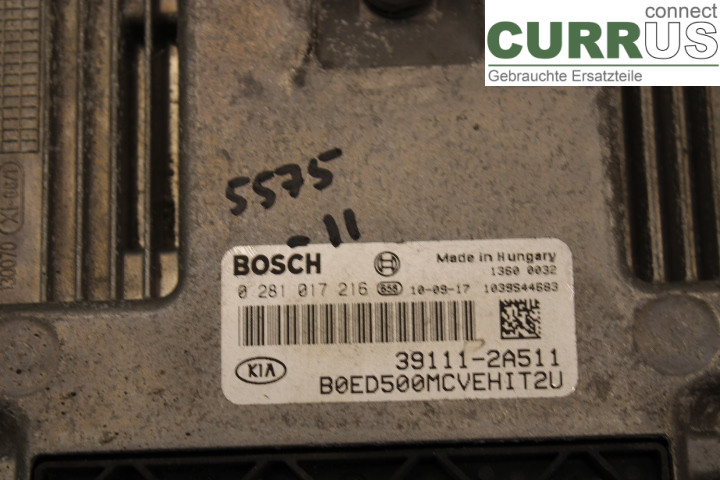 connect
CURRUS
Gebrauchte Ersatzteile
5575
-11
BOSCH
Made in Hungary
1360 0032
0 281 017 216 658 10-09-17 1039S44683
KIA
39111-2A511
B0ED500MCVEHIT2U